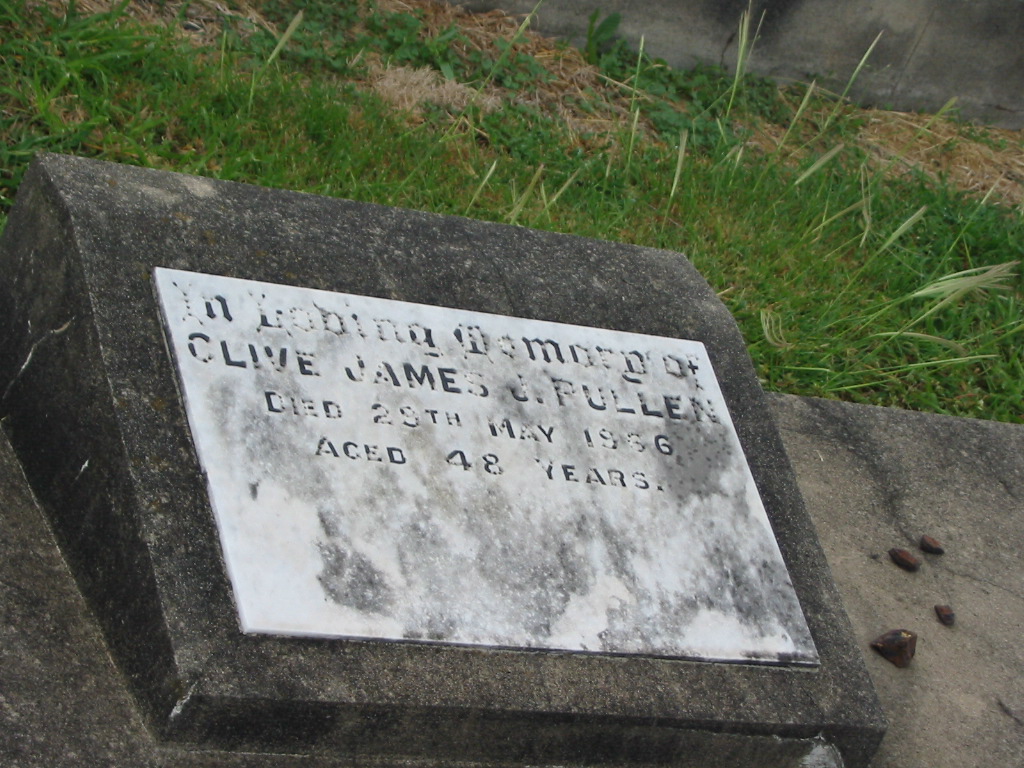 In Loving Memory of
CLIVE JAMES J. PULLEN
DIED 29TH MAY 1966
AGED 48 YEARS.